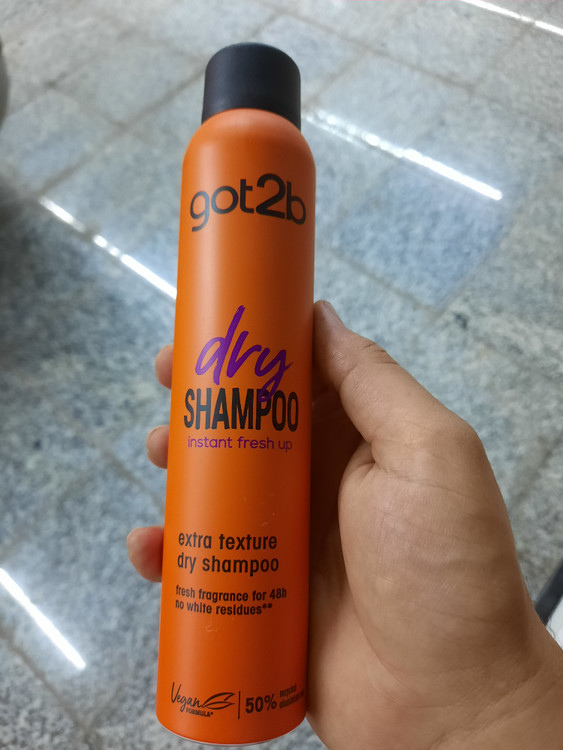 got2b
dry
SHAMPOO
instant fresh up
extra texture
dry shampoo
fresh fragrance for 48h
no white residues**
Vegan
FORMULA*
50%